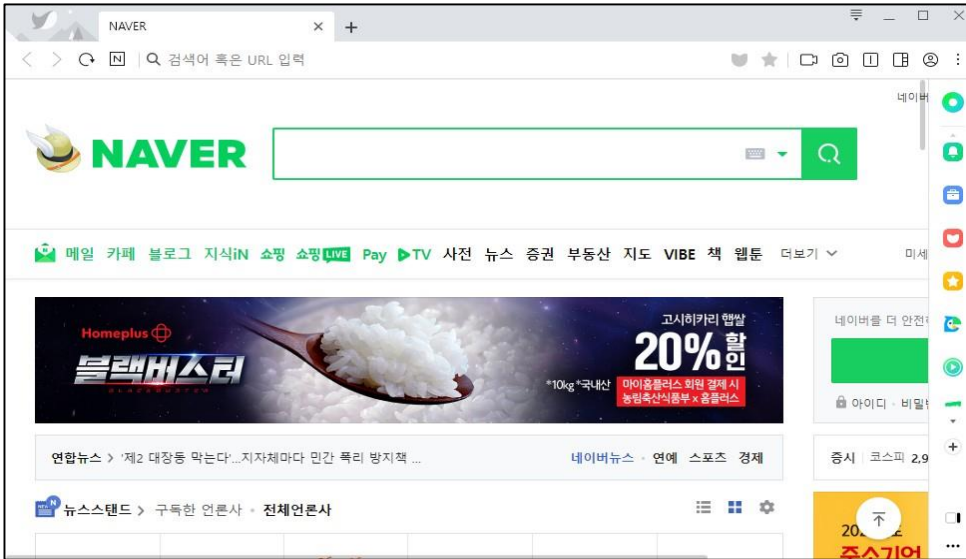 NAVER
검색어 혹은 URL 입력
네이버
NAVER
메일 카페 블로그 지식iN 쇼핑 쇼핑LIVE Pay TV 사전 뉴스 증권 부동산 지도 VIBE 책 웹툰 더보기 미세
Homeplus
블랙버스터
BLACKBUSTER
고시히카리 햅쌀
20% 할인
*10kg *국내산
마이홈플러스 회원 결제 시
농림축산식품부 x 홈플러스
네이버를 더 안전
아이디 · 비밀
연합뉴스 > '제2 대장동 막는다'...지자체마다 민간 폭리 방지책 ...
네이버뉴스 · 연예 스포츠 경제
증시 코스피 2,9
뉴스스탠드 > 구독한 언론사 · 전체언론사
중소기업